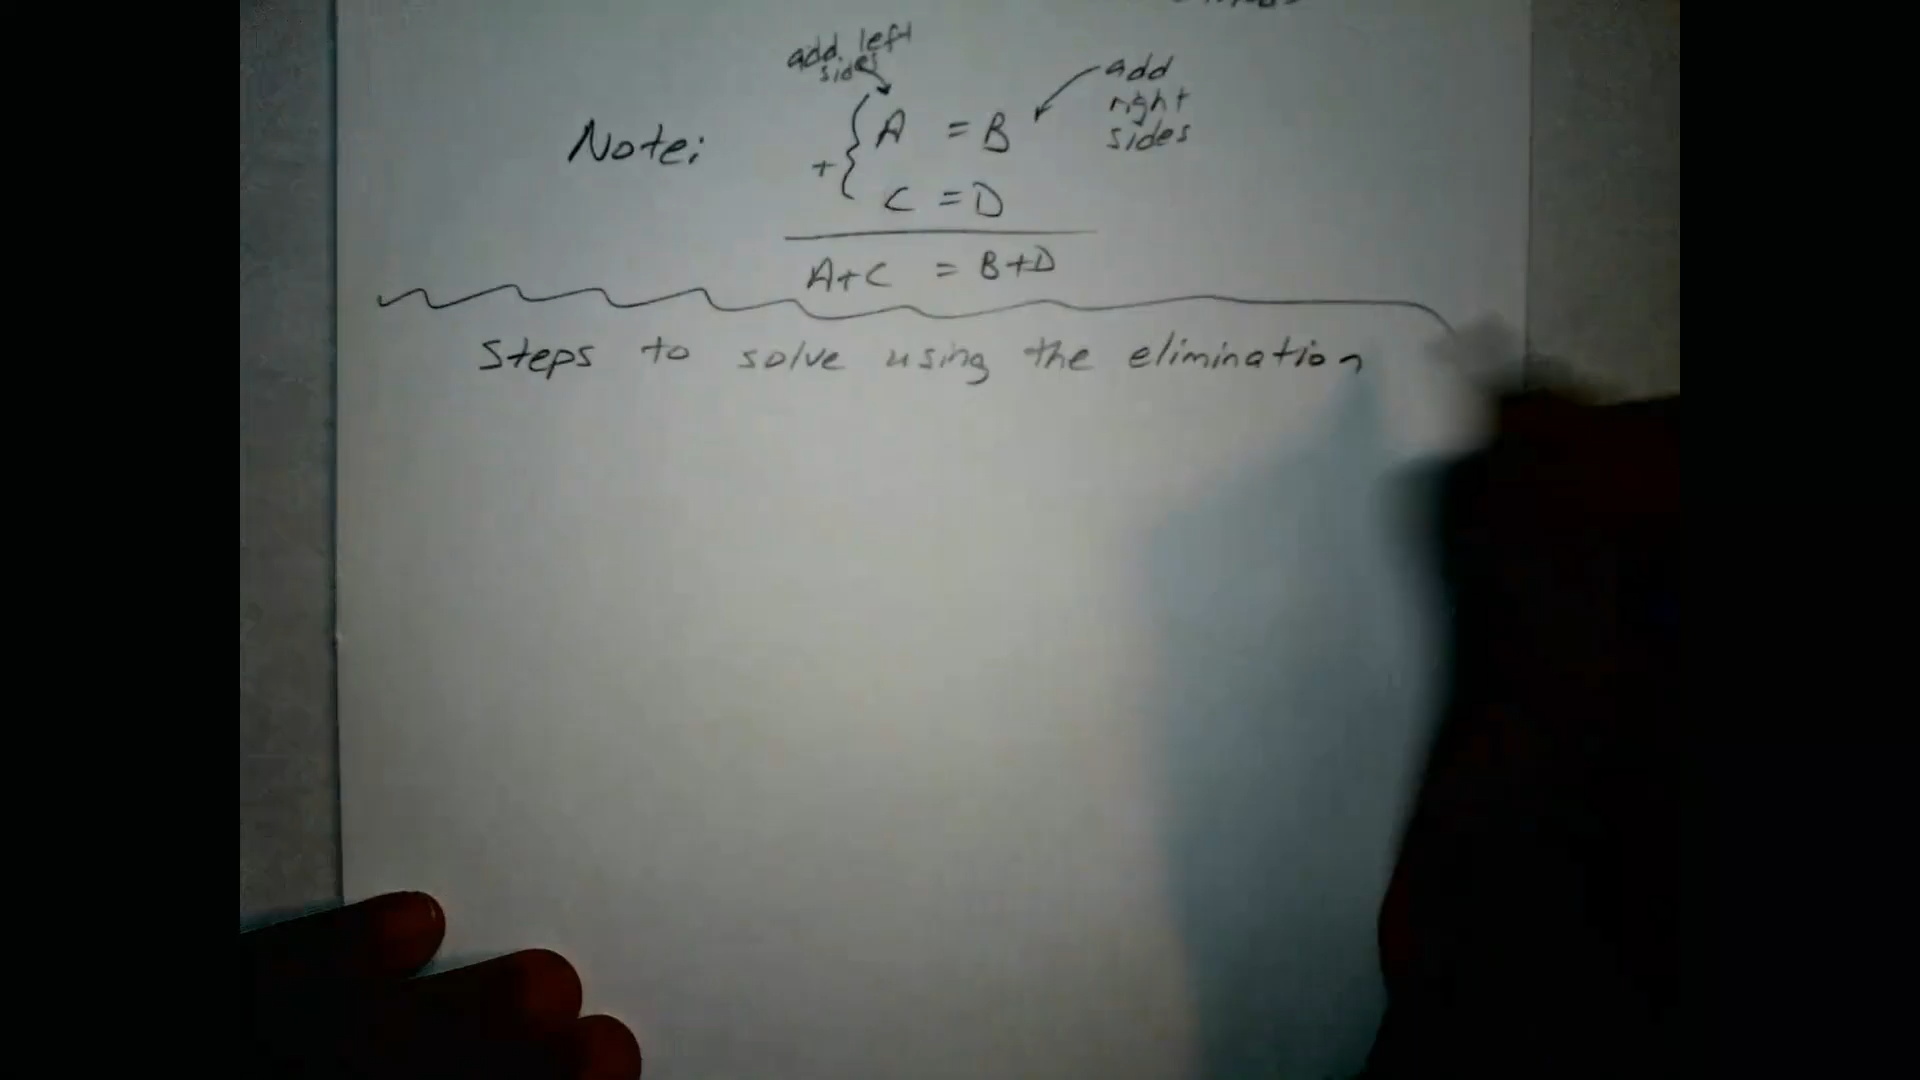 add left
sides
add
right
sides
Note:
A = B
+
C = D
A+C = B+D
Steps to solve using the elimination